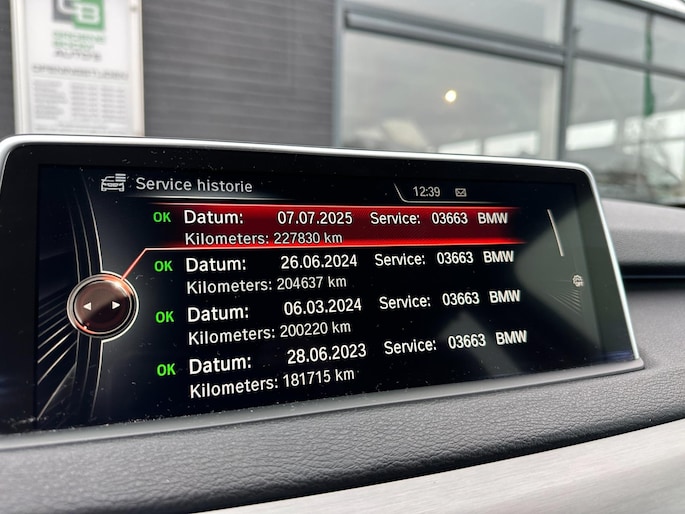 GB
AUTO'S
Service historie
12:39
OK Datum: 07.07.2025 Service: 03663 BMW
Kilometers: 227830 km
OK Datum: 26.06.2024 Service: 03663 BMW
Kilometers: 204637 km
OK Datum: 06.03.2024 Service: 03663 BMW
Kilometers: 200220 km
OK Datum: 28.06.2023 Service: 03663 BMW
Kilometers: 181715 km